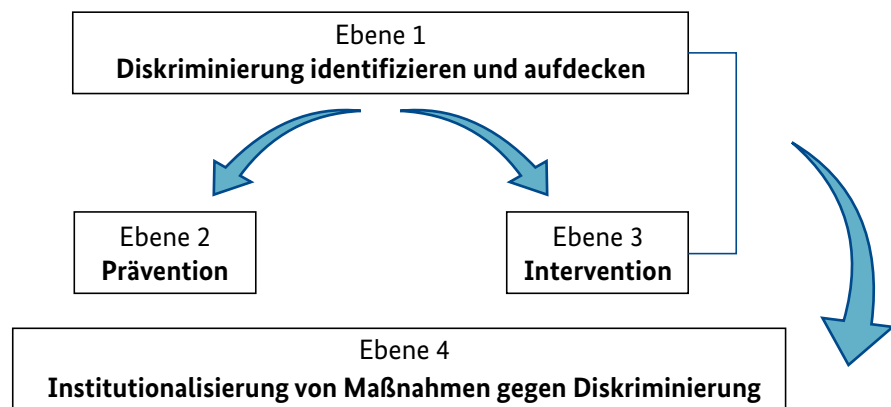 Ebene 1
Diskriminierung identifizieren und aufdecken
Ebene 2
Prävention
Ebene 3
Intervention
Ebene 4
Institutionalisierung von Maßnahmen gegen Diskriminierung